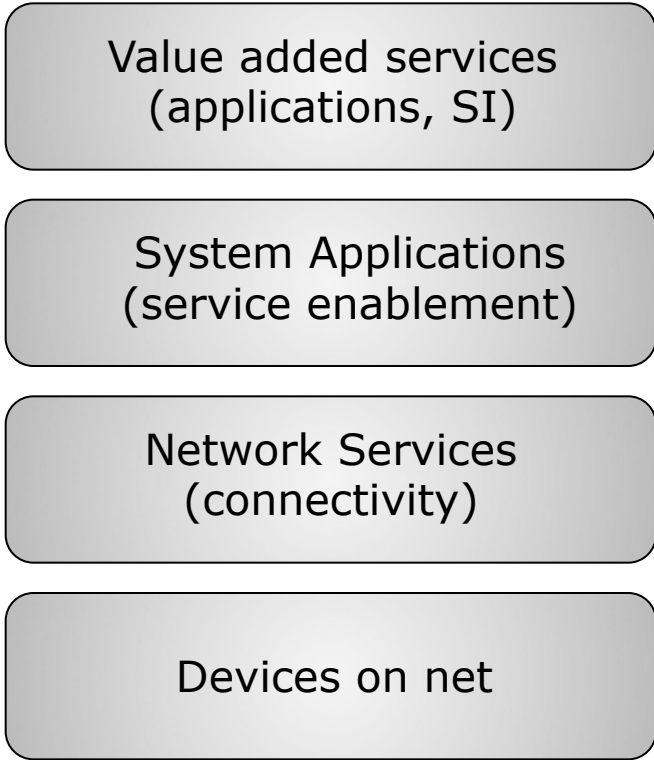 Value added services
(applications, SI)
System Applications
(service enablement)
Network Services
(connectivity)
Devices on net